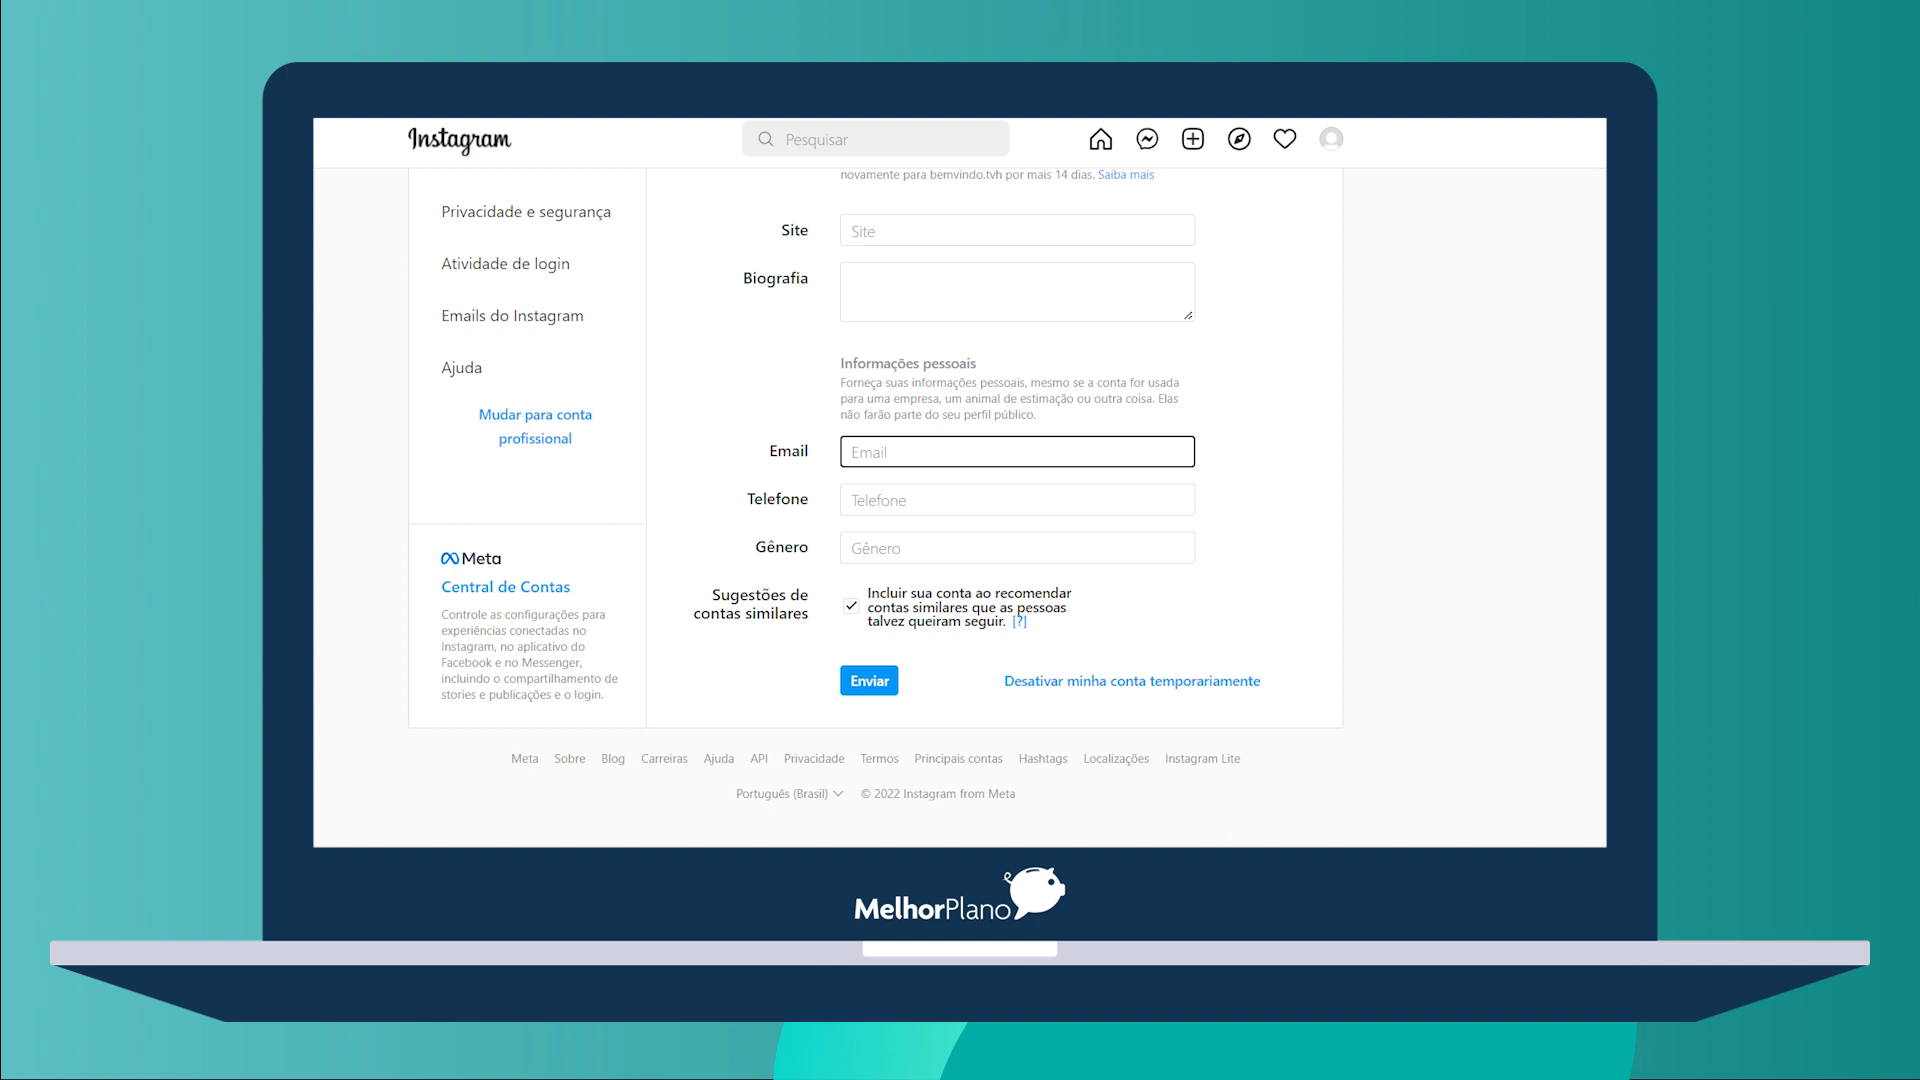 Instagram
Pesquisar
Privacidade e segurança
Atividade de login
Emails do Instagram
Ajuda
Mudar para conta
profissional
Meta
Central de Contas
Controle as configurações para
experiências conectadas no
Instagram, no aplicativo do
Facebook e no Messenger,
incluindo o compartilhamento de
stories e publicações e o login.
novamente para bemvindo.tvh por mais 14 dias. Saiba mais
Site
Site
Biografia
Informações pessoais
Forneça suas informações pessoais, mesmo se a conta for usada
para uma empresa, um animal de estimação ou outra coisa. Elas
não farão parte do seu perfil público.
Email
Email
Telefone
Telefone
Gênero
Gênero
Sugestões de
contas similares
Incluir sua conta ao recomendar
contas similares que as pessoas
talvez queiram seguir. [?]
Enviar
Desativar minha conta temporariamente
Meta Sobre Blog Carreiras Ajuda API Privacidade Termos Principais contas Hashtags Localizações Instagram Lite
Português (Brasil) © 2022 Instagram from Meta
MelhorPlano